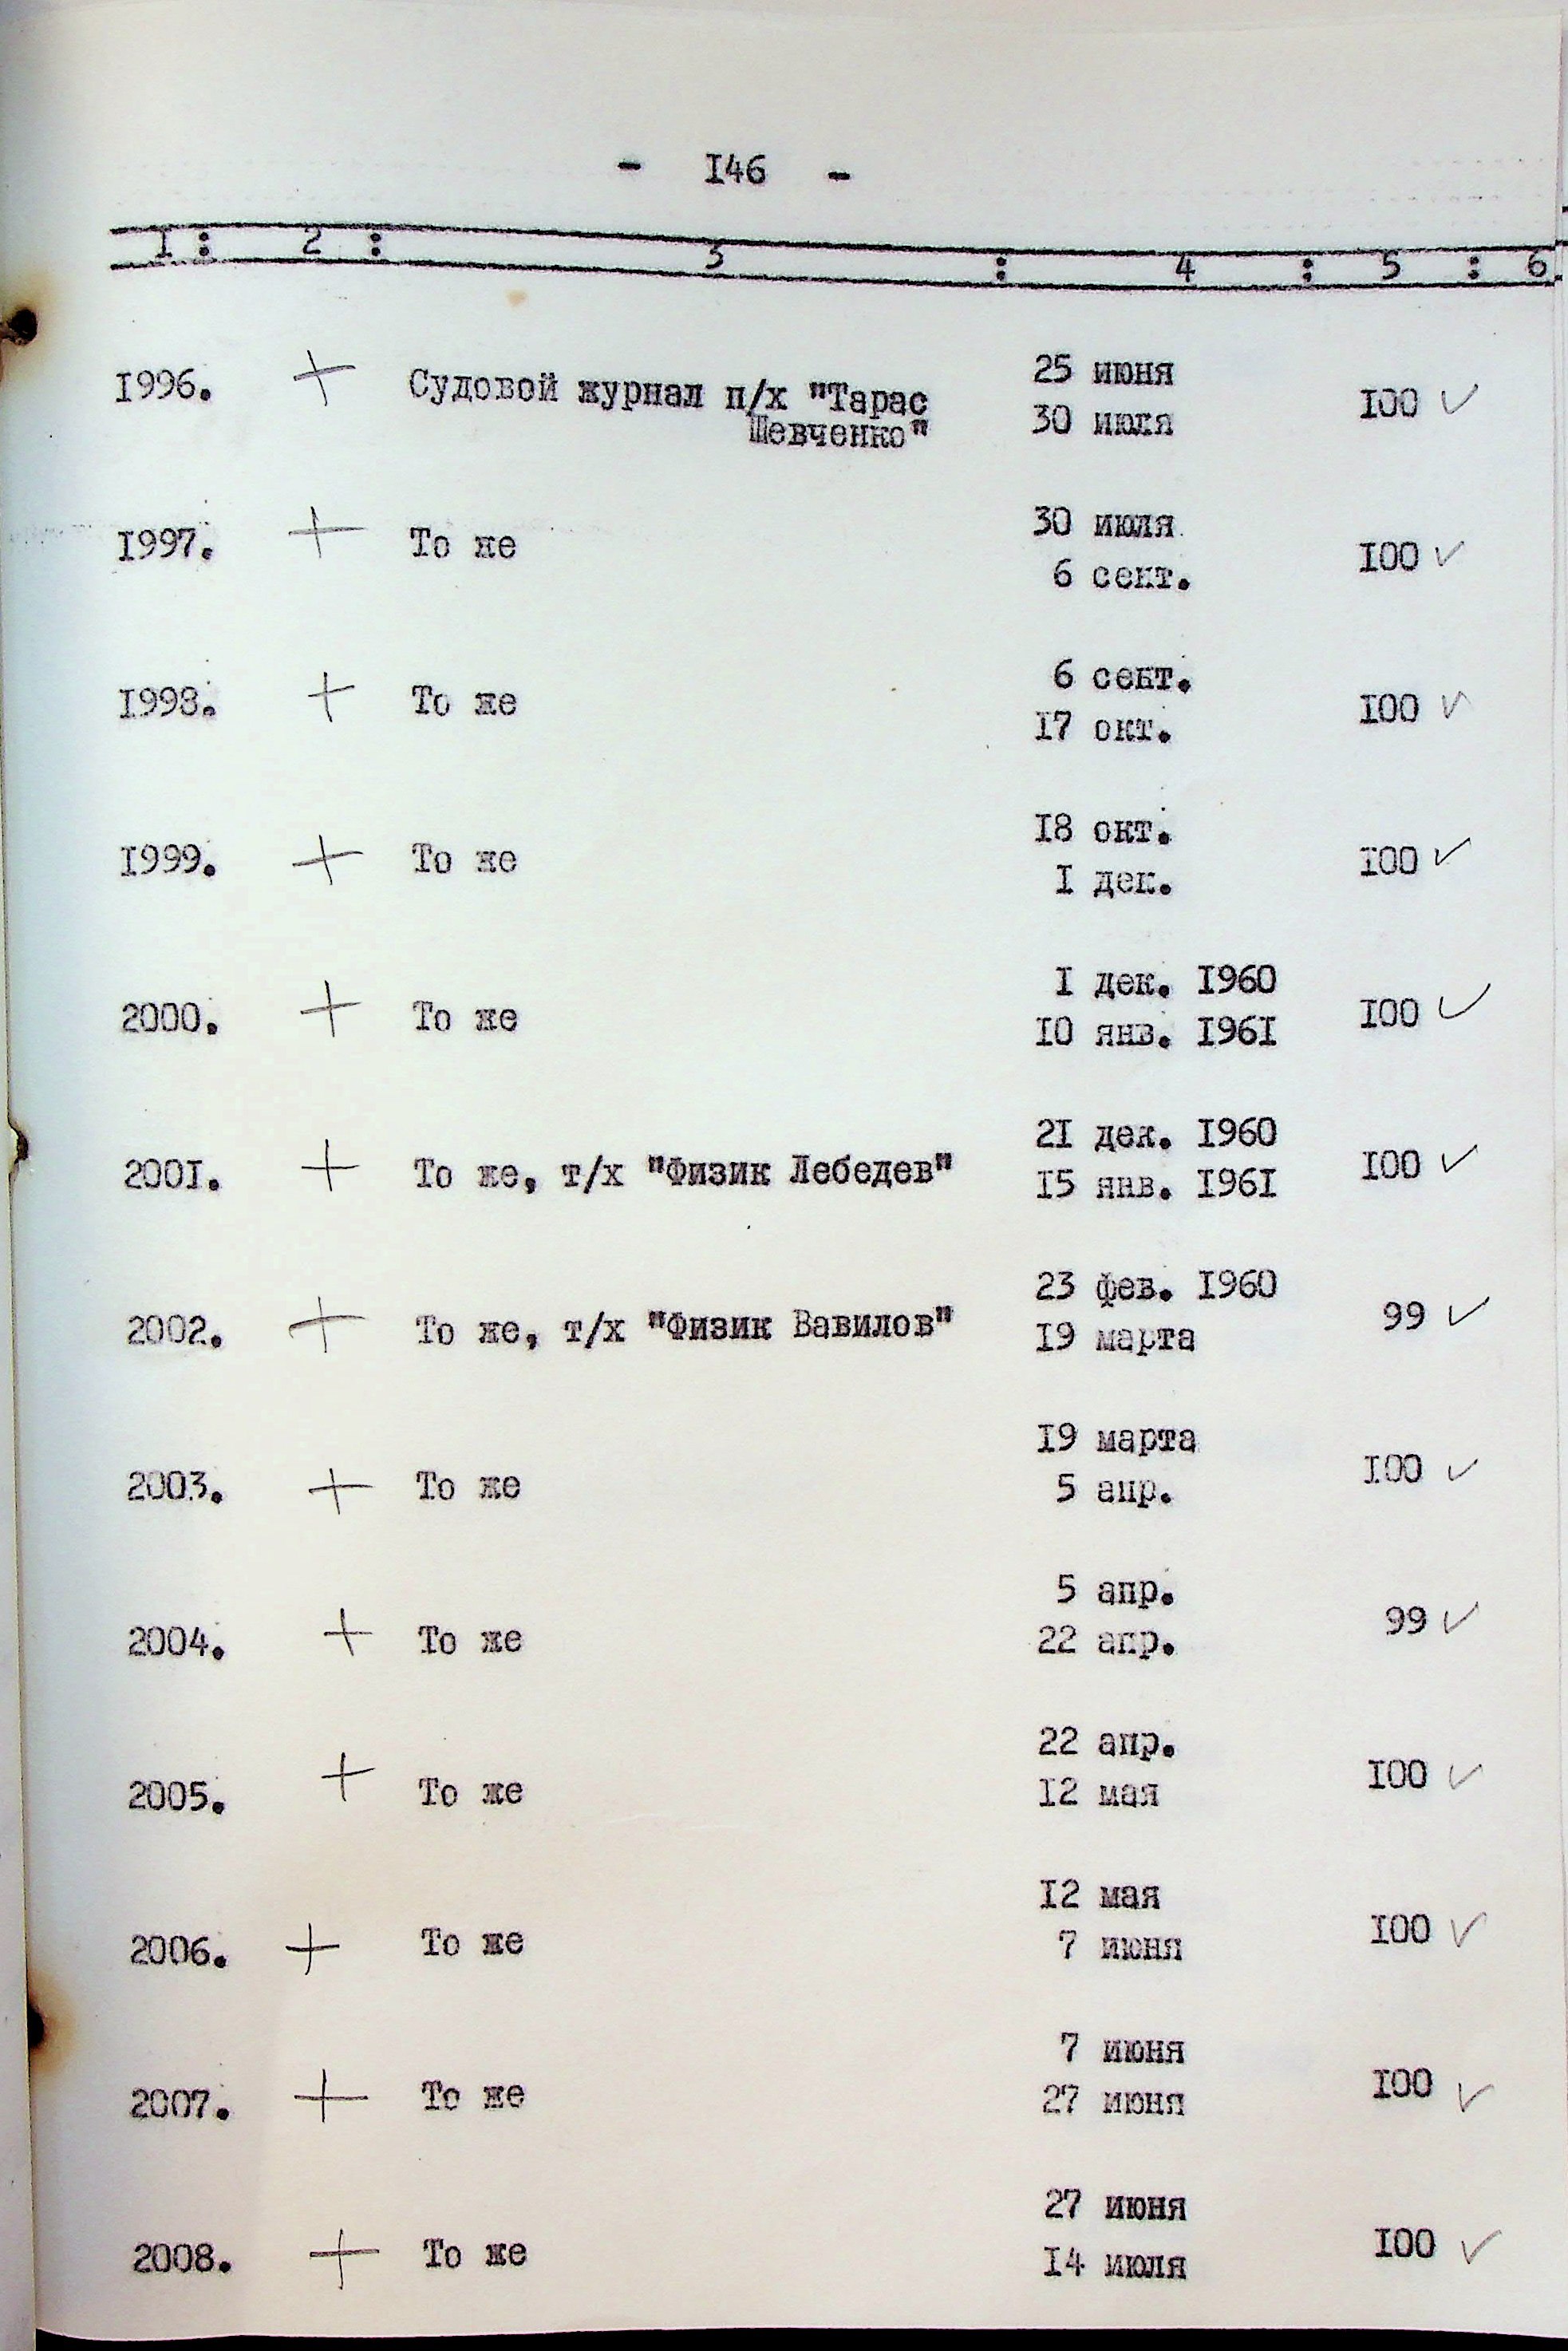 - I46 -
I : 2 : 3 : 4 : 5 : 6.
I996. + Судовой журнал п/х "Тарас Шевченко" 25 июня 30 июля I00 ✓
I997. + То же 30 июля 6 сент. I00 ✓
I998. + То же 6 сент. I7 окт. I00 ✓
I999. + То же I8 окт. I дек. I00 ✓
2000. + То же I дек. I960 I0 янв. I96I I00 ✓
200I. + То же, т/х "Физик Лебедев" 2I дек. I960 I5 янв. I96I I00 ✓
2002. + То же, т/х "Физик Вавилов" 23 фев. I960 I9 марта 99 ✓
2003. + То же I9 марта 5 апр. I00 ✓
2004. + То же 5 апр. 22 апр. 99 ✓
2005. + То же 22 апр. I2 мая I00 ✓
2006. + То же I2 мая 7 июня I00 ✓
2007. + То же 7 июня 27 июня I00 ✓
2008. + То же 27 июня I4 июля I00 ✓